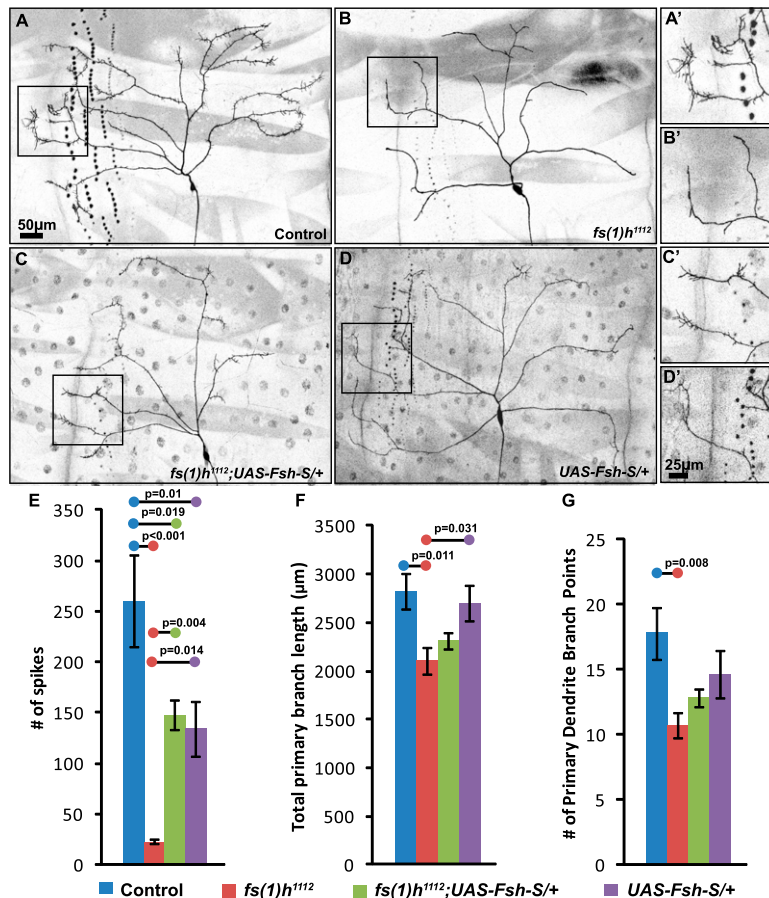 A
50µm
Control
B
fs(1)h¹¹¹²
A'
B'
C
fs(1)h¹¹¹²;UAS-Fsh-S/+
D
UAS-Fsh-S/+
C'
D'
25µm
E
p=0.01
p=0.019
p<0.001
p=0.004
p=0.014
# of spikes
350
300
250
200
150
100
50
0
F
p=0.031
p=0.011
Total primary branch length (µm)
3500
3000
2500
2000
1500
1000
500
0
G
p=0.008
# of Primary Dendrite Branch Points
25
20
15
10
5
0
Control
fs(1)h¹¹¹²
fs(1)h¹¹¹²;UAS-Fsh-S/+
UAS-Fsh-S/+